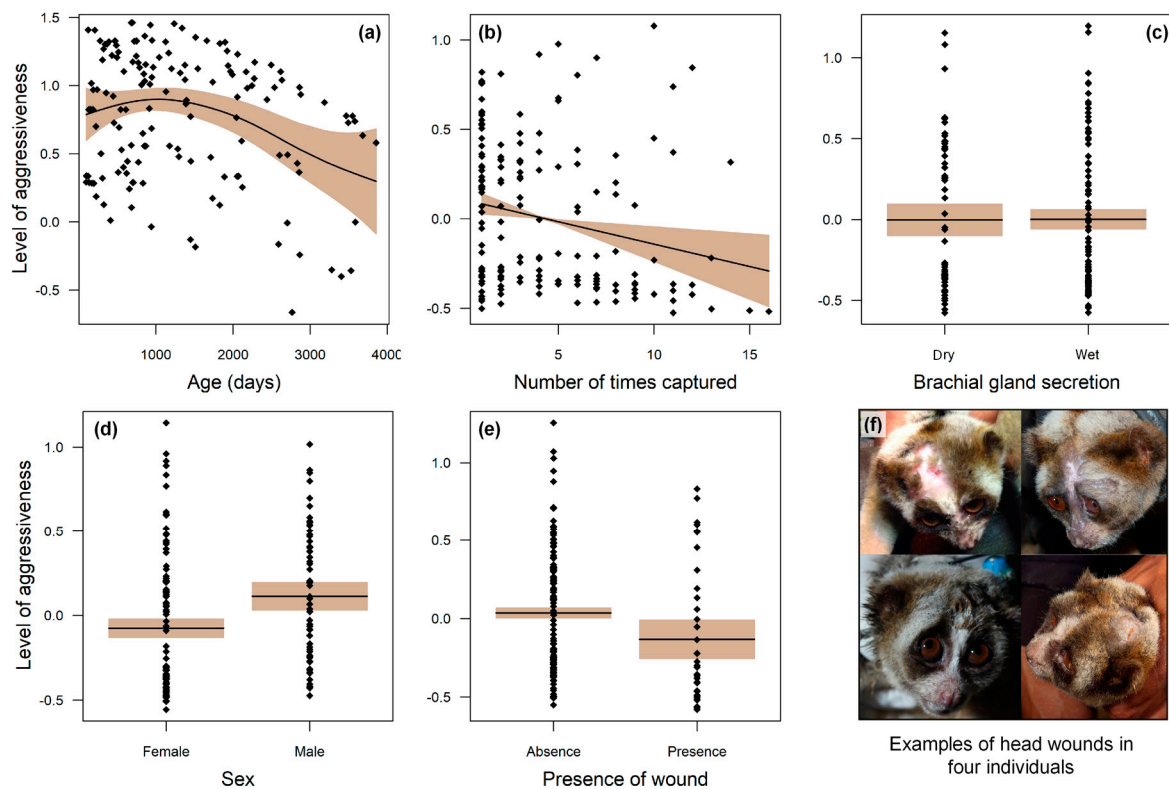 (a)
1.5
1.0
0.5
0.0
-0.5
Level of aggressiveness
1000
2000
3000
4000
Age (days)
(b)
1.0
0.5
0.0
-0.5
5
10
15
Number of times captured
(c)
1.0
0.5
0.0
-0.5
Dry
Wet
Brachial gland secretion
(d)
1.0
0.5
0.0
-0.5
Level of aggressiveness
Female
Male
Sex
(e)
1.0
0.5
0.0
-0.5
Absence
Presence
Presence of wound
(f)
Examples of head wounds in
four individuals